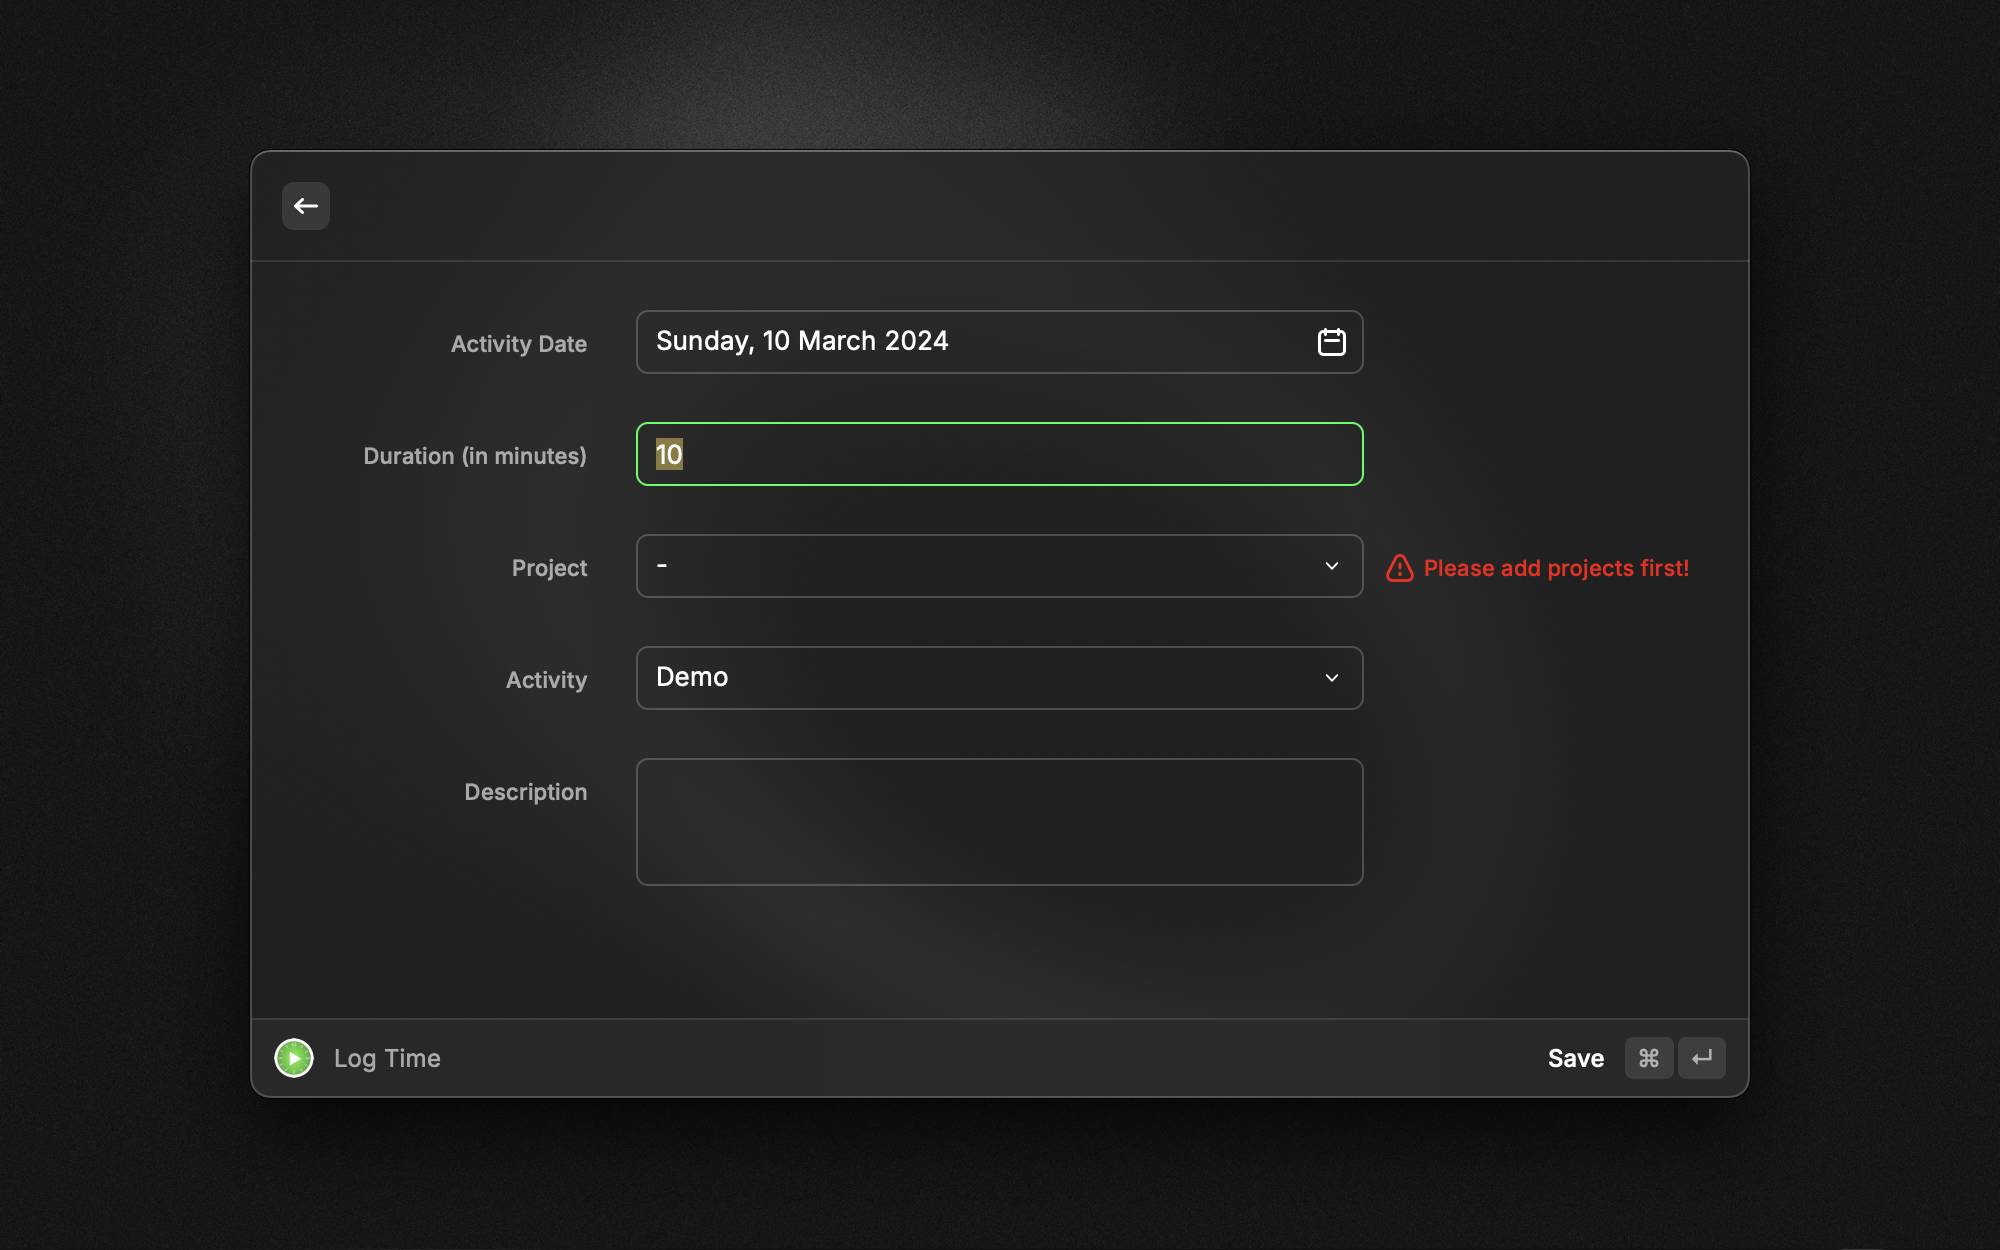 Activity Date
Sunday, 10 March 2024
Duration (in minutes)
10
Project
-
Please add projects first!
Activity
Demo
Description
Log Time
Save ⌘ ↵